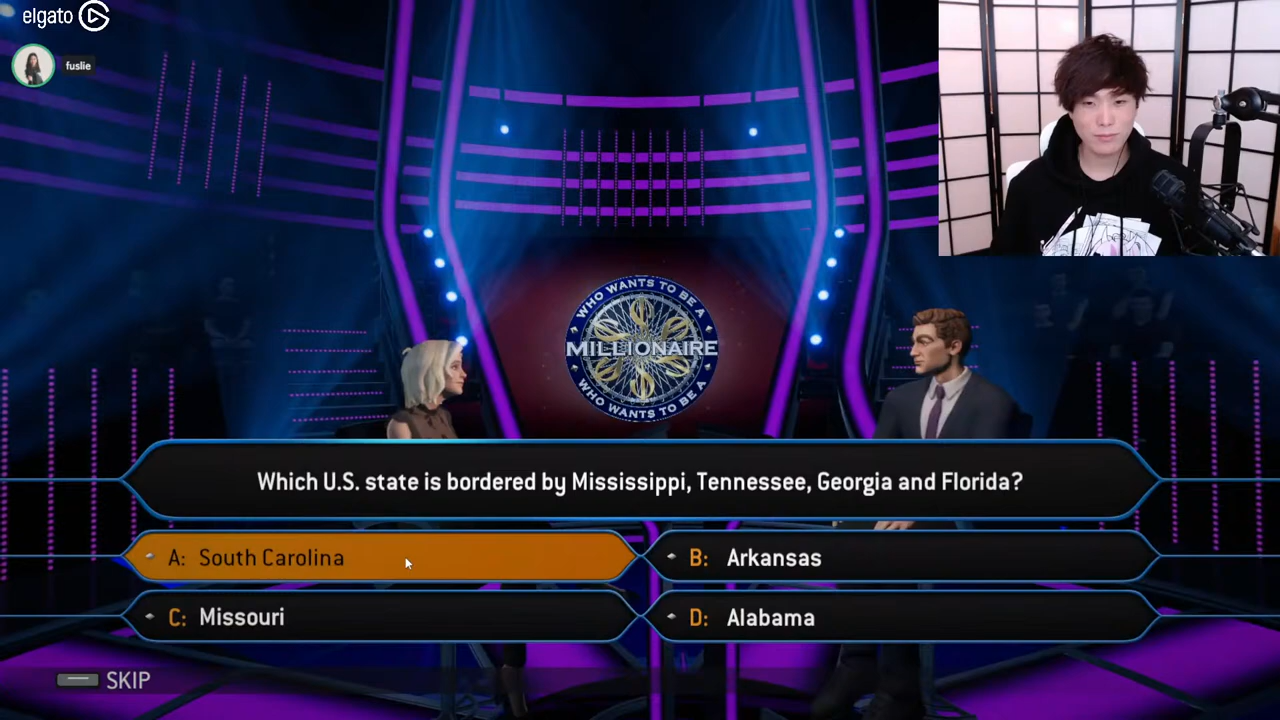 elgato
fuslie
WHO WANTS TO BE A
MILLIONAIRE
WHO WANTS TO BE A
Which U.S. state is bordered by Mississippi, Tennessee, Georgia and Florida?
A: South Carolina
B: Arkansas
C: Missouri
D: Alabama
SKIP